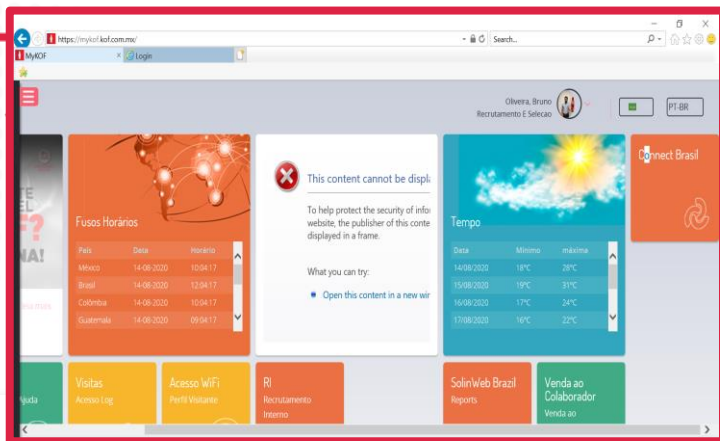 https://mykof.kof.com.mx/
Search...
MyKOF
Login
Oliveira, Bruno
Recrutamento E Selecao
PT-BR
TE
EL
F?
NA!
Fusos Horários
País Data Horário
México 14-08-2020 10:04:17
Brasil 14-08-2020 12:04:17
Colômbia 14-08-2020 10:04:17
Guatemala 14-08-2020 09:04:17
This content cannot be displa
To help protect the security of infor
website, the publisher of this conte
displayed in a frame.
What you can try:
Open this content in a new wir
Tempo
Data Mínimo máxima
14/08/2020 18°C 28°C
15/08/2020 19°C 31°C
16/08/2020 17°C 24°C
17/08/2020 16°C 22°C
Connect Brasil
Ajuda
Visitas
Acesso Log
Acesso WiFi
Perfil Visitante
RI
Recrutamento
Interno
SolinWeb Brazil
Reports
Venda ao
Colaborador
Venda ao